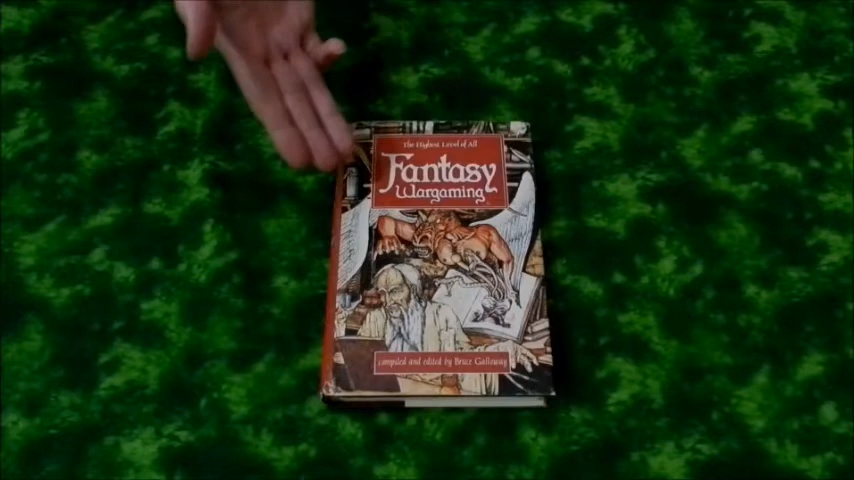 The Highest Level of All
Fantasy
Wargaming
compiled and edited by Bruce Galloway